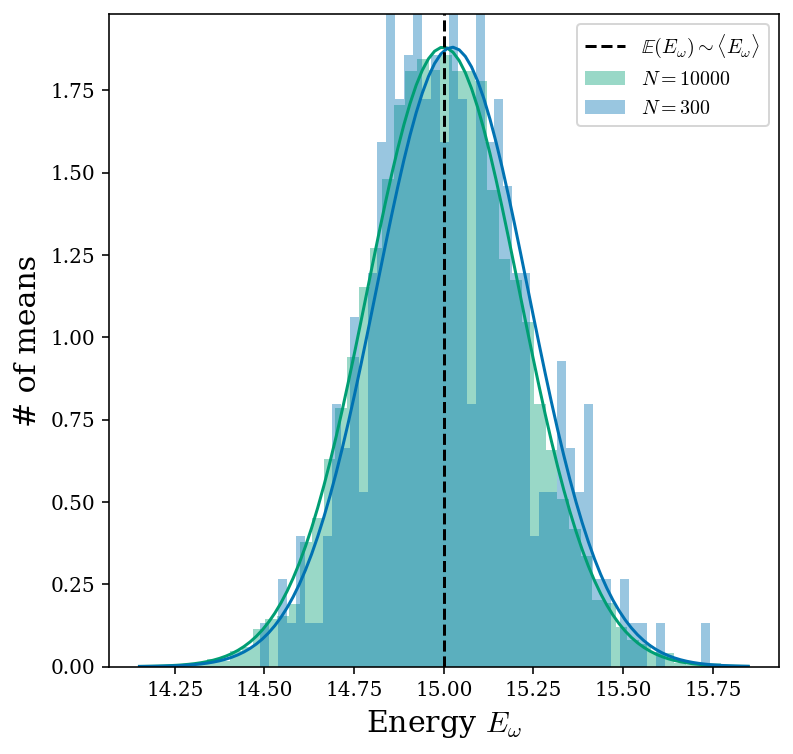 𝔼(E_ω) ∼ ⟨E_ω⟩
N = 10000
N = 300
# of means
1.75
1.50
1.25
1.00
0.75
0.50
0.25
0.00
14.25 14.50 14.75 15.00 15.25 15.50 15.75
Energy E_ω